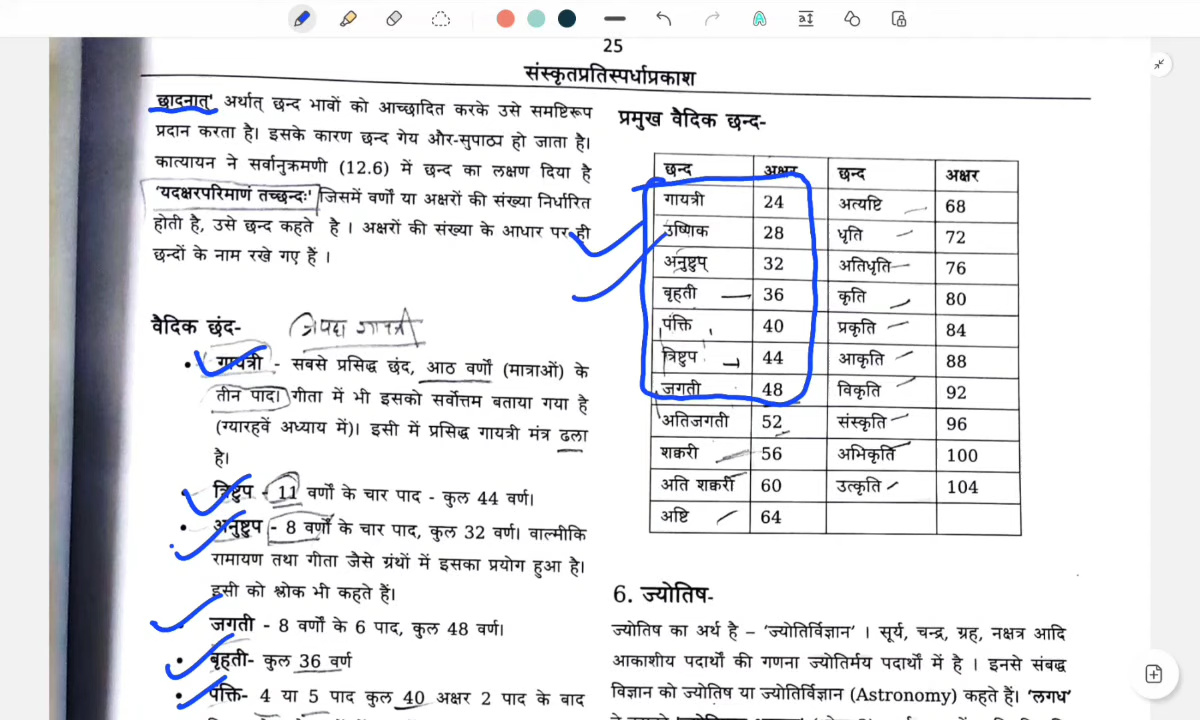 25
संस्कृतप्रतिस्पर्धाप्रकाश
छादनात्' अर्थात् छन्द भावों को आच्छादित करके उसे समष्टिरूप
प्रदान करता है। इसके कारण छन्द गेय और-सुपाठ्य हो जाता है।
कात्यायन ने सर्वानुक्रमणी (12.6) में छन्द का लक्षण दिया है
'यदक्षरपरिमाणं तच्छन्दः' जिसमें वर्णों या अक्षरों की संख्या निर्धारित
होती है, उसे छन्द कहते है । अक्षरों की संख्या के आधार पर ही
छन्दों के नाम रखे गए हैं ।
वैदिक छंद- त्रिपदा गायत्री
• गायत्री - सबसे प्रसिद्ध छंद, आठ वर्णों (मात्राओं) के
तीन पाद। गीता में भी इसको सर्वोत्तम बताया गया है
(ग्यारहवें अध्याय में)। इसी में प्रसिद्ध गायत्री मंत्र ढला
है।
• त्रिष्टुप - 11 वर्णों के चार पाद - कुल 44 वर्ण।
• अनुष्टुप - 8 वर्णों के चार पाद, कुल 32 वर्ण। वाल्मीकि
रामायण तथा गीता जैसे ग्रंथों में इसका प्रयोग हुआ है।
इसी को श्लोक भी कहते हैं।
• जगती - 8 वर्णों के 6 पाद, कुल 48 वर्ण।
• बृहती- कुल 36 वर्ण
• पंक्ति- 4 या 5 पाद कुल 40 अक्षर 2 पाद के बाद
प्रमुख वैदिक छन्द-
छन्द अक्षर छन्द अक्षर
गायत्री 24 अत्यष्टि 68
उष्णिक 28 धृति 72
अनुष्टुप् 32 अतिधृति 76
बृहती 36 कृति 80
पंक्ति 40 प्रकृति 84
त्रिष्टुप 44 आकृति 88
जगती 48 विकृति 92
अतिजगती 52 संस्कृति 96
शक्वरी 56 अभिकृति 100
अति शक्वरी 60 उत्कृति 104
अष्टि 64
6. ज्योतिष-
ज्योतिष का अर्थ है – 'ज्योतिर्विज्ञान' । सूर्य, चन्द्र, ग्रह, नक्षत्र आदि
आकाशीय पदार्थों की गणना ज्योतिर्मय पदार्थों में है । इनसे संबद्ध
विज्ञान को ज्योतिष या ज्योतिर्विज्ञान (Astronomy) कहते हैं। 'लगध'